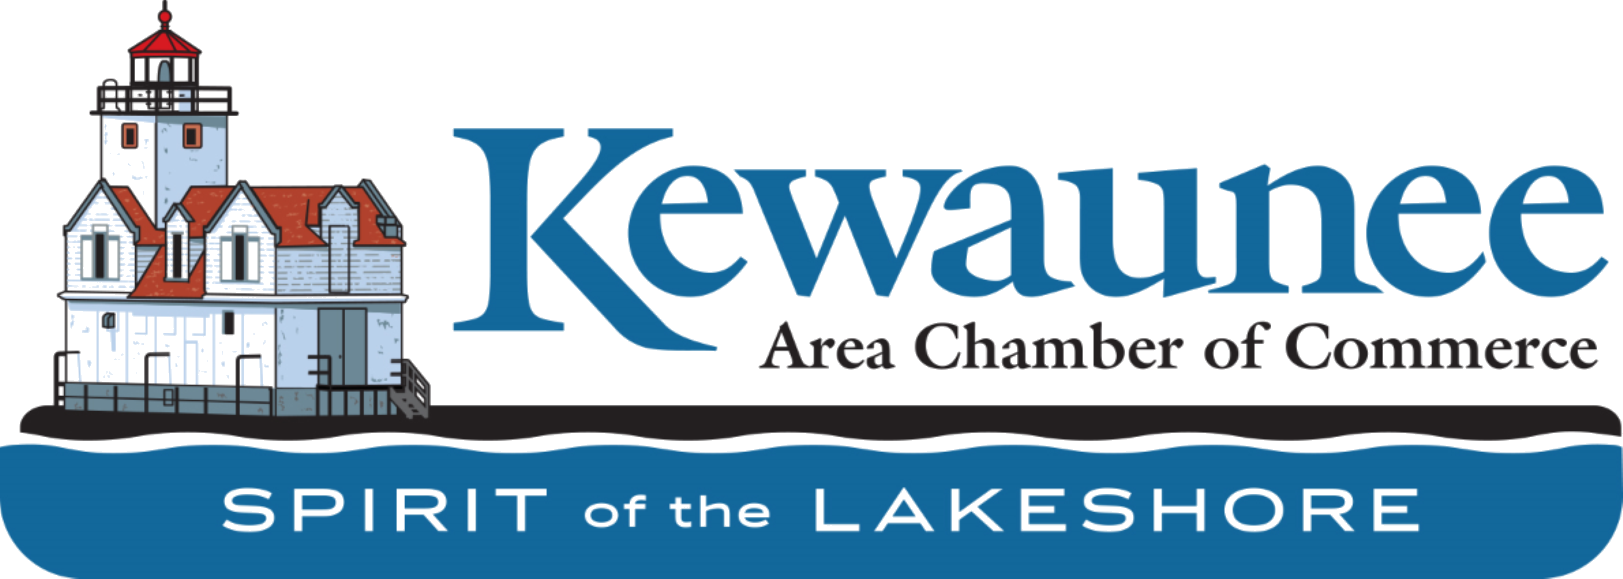 Kewaunee
Area Chamber of Commerce
SPIRIT of the LAKESHORE